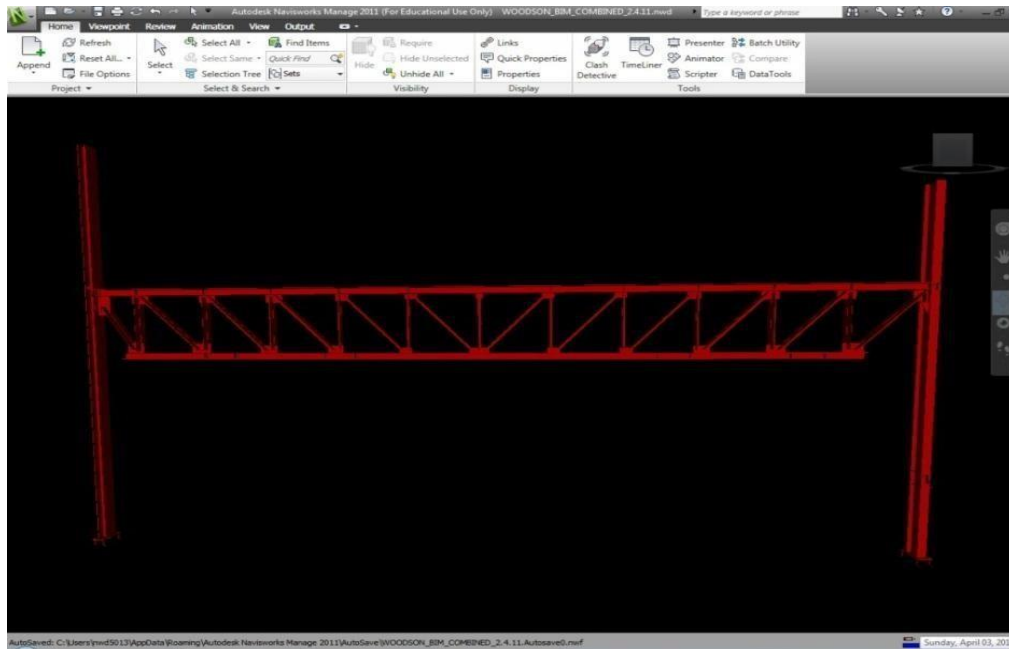 Autodesk Navisworks Manage 2011 (For Educational Use Only) WOODSON_BIM_COMBINED_2.4.11.nwd Type a keyword or phrase
Home Viewpoint Review Animation View Output
Refresh Select All Find Items Require Links Presenter Batch Utility
Append Reset All... Select Select Same Quick Find Hide Hide Unselected Quick Properties Clash Detective TimeLiner Animator Compare
File Options Selection Tree Sets Unhide All Properties Scripter DataTools
Project Select & Search Visibility Display Tools
AutoSaved: C:\Users\nwd5013\AppData\Roaming\Autodesk Navisworks Manage 2011\AutoSave\WOODSON_BIM_COMBINED_2.4.11.Autosave0.nwf Sunday, April 03, 201